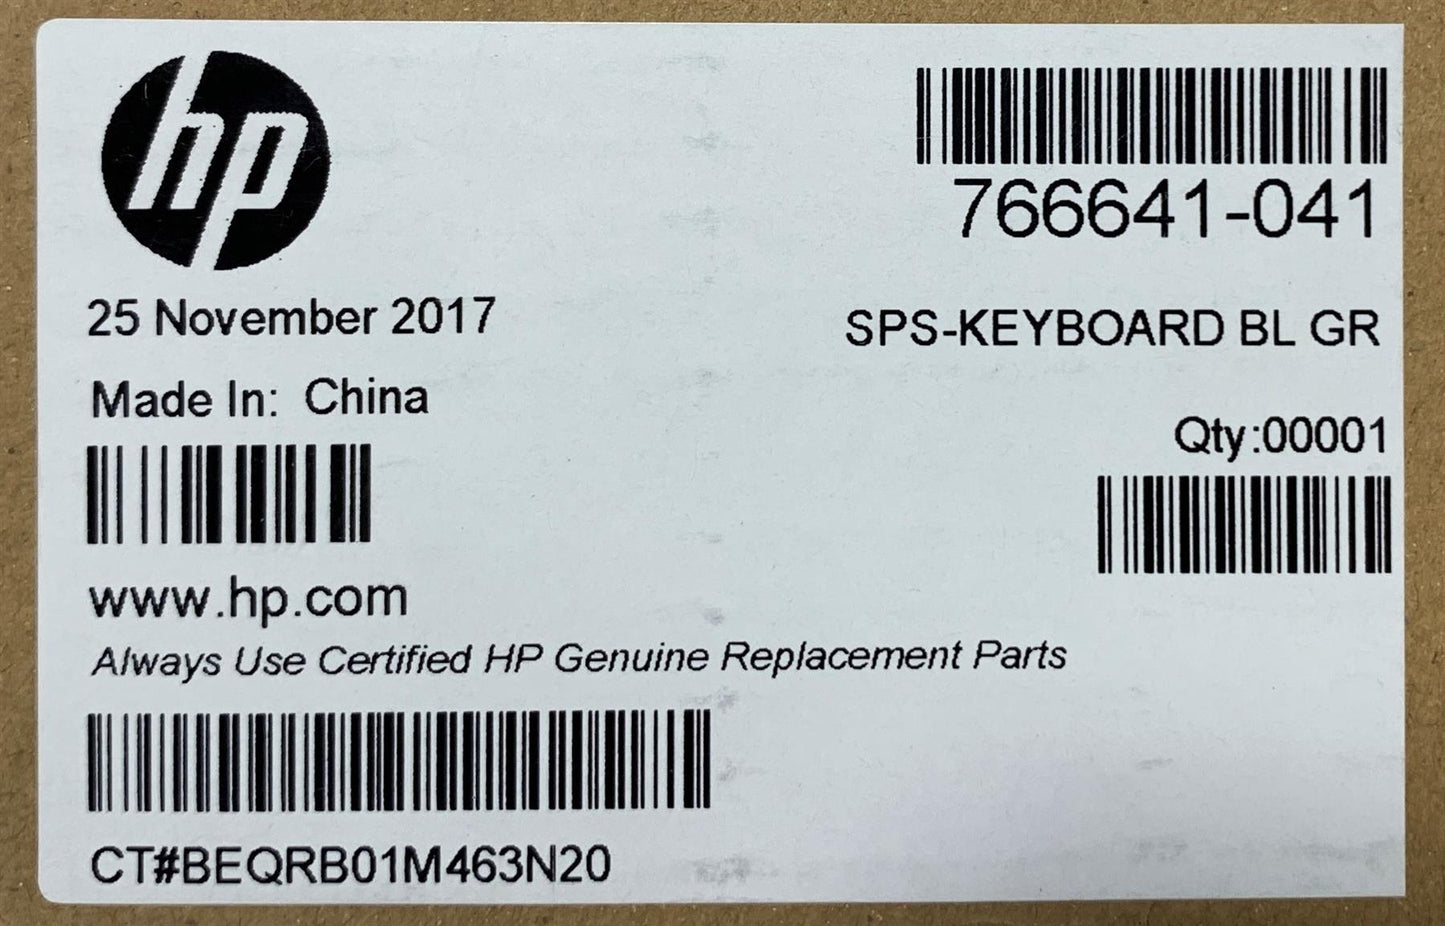 hp
766641-041
25 November 2017
SPS-KEYBOARD BL GR
Made In: China
Qty:00001
www.hp.com
Always Use Certified HP Genuine Replacement Parts
CT#BEQRB01M463N20